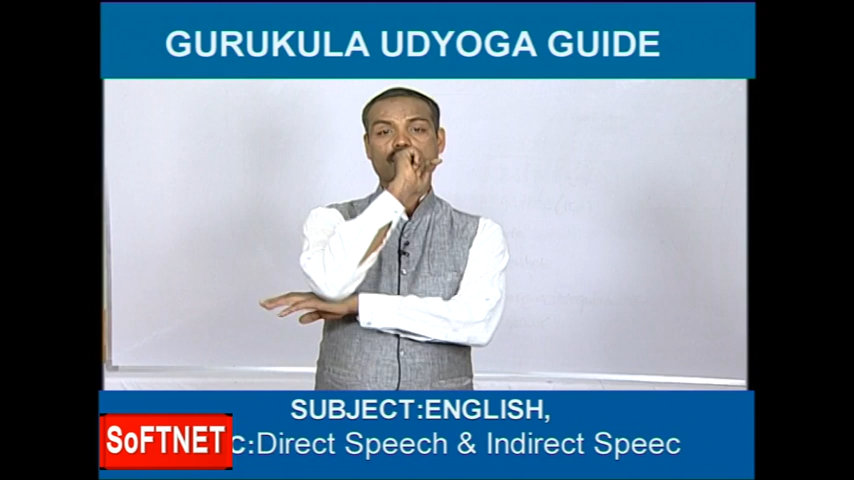 GURUKULA UDYOGA GUIDE
SUBJECT:ENGLISH,
SoFTNET
C:Direct Speech & Indirect Speec